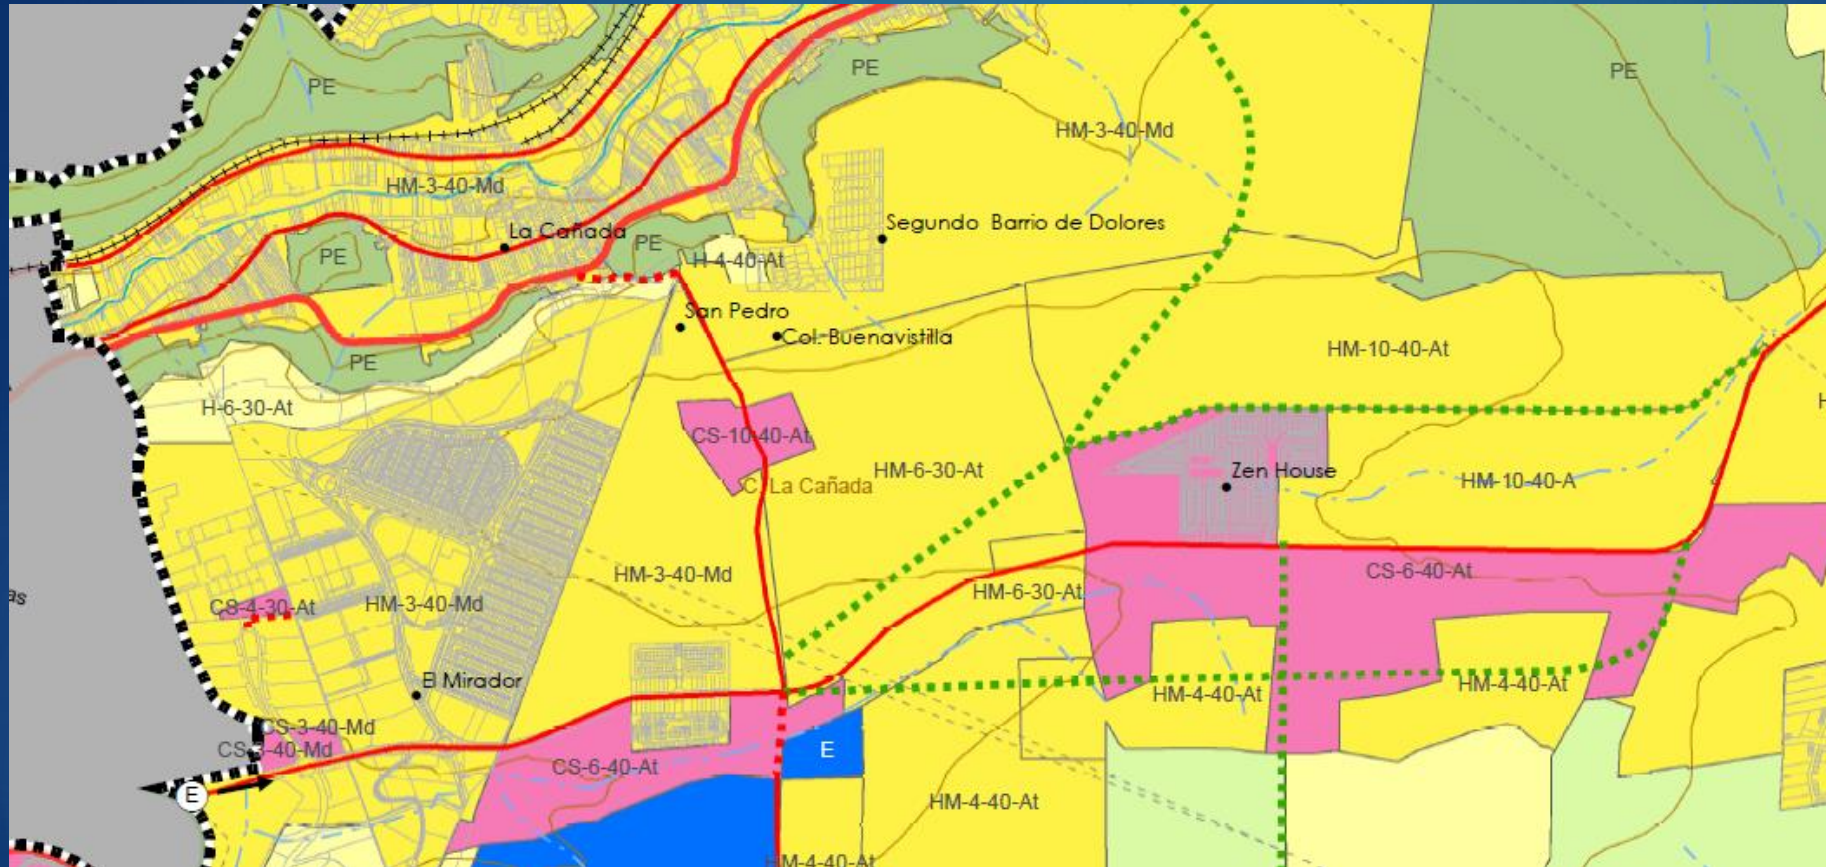 PE
PE
PE
HM-3-40-Md
HM-3-40-Md
La Cañada
Segundo Barrio de Dolores
PE
PE
H-4-40-At
San Pedro
Col. Buenavistilla
PE
HM-10-40-At
H-6-30-At
CS-10-40-At
HM-6-30-At
C. La Cañada
Zen House
HM-10-40-A
HM-3-40-Md
CS-6-40-At
HM-6-30-At
CS-4-30-At
HM-3-40-Md
El Mirador
HM-4-40-At
HM-4-40-At
CS-3-40-Md
CS-3-40-Md
E
CS-6-40-At
E
HM-4-40-At
HM-4-40-At